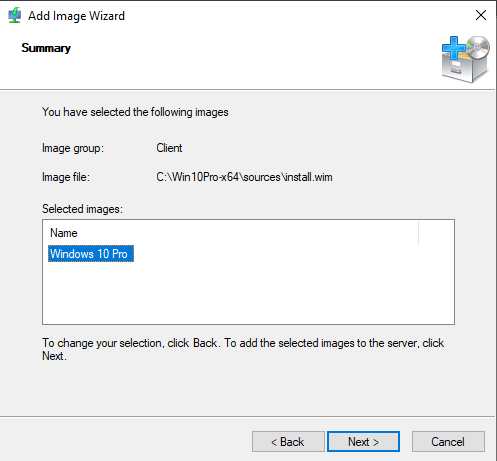 Add Image Wizard
Summary
You have selected the following images
Image group: Client
Image file: C:\Win10Pro-x64\sources\install.wim
Selected images:
Name
Windows 10 Pro
To change your selection, click Back. To add the selected images to the server, click
Next.
< Back Next > Cancel